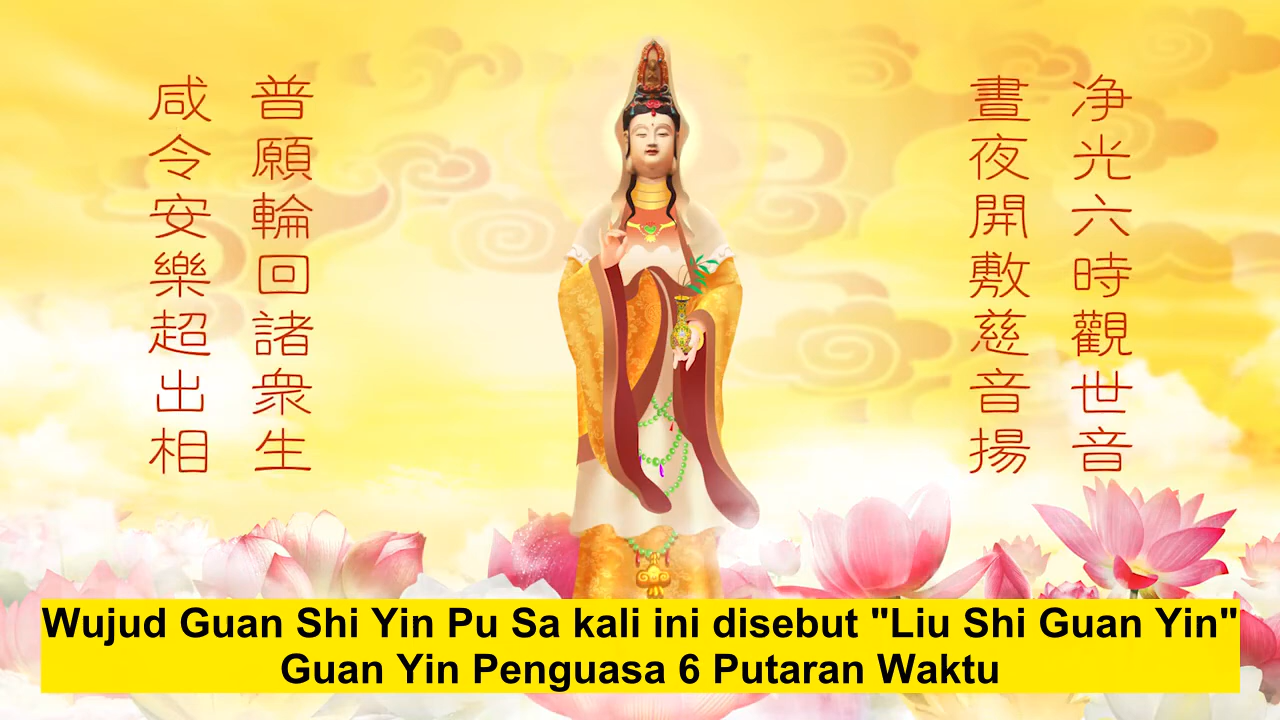 净光六時觀世音
晝夜開敷慈音揚
普願輪回諸衆生
咸令安樂超出相
Wujud Guan Shi Yin Pu Sa kali ini disebut "Liu Shi Guan Yin"
Guan Yin Penguasa 6 Putaran Waktu